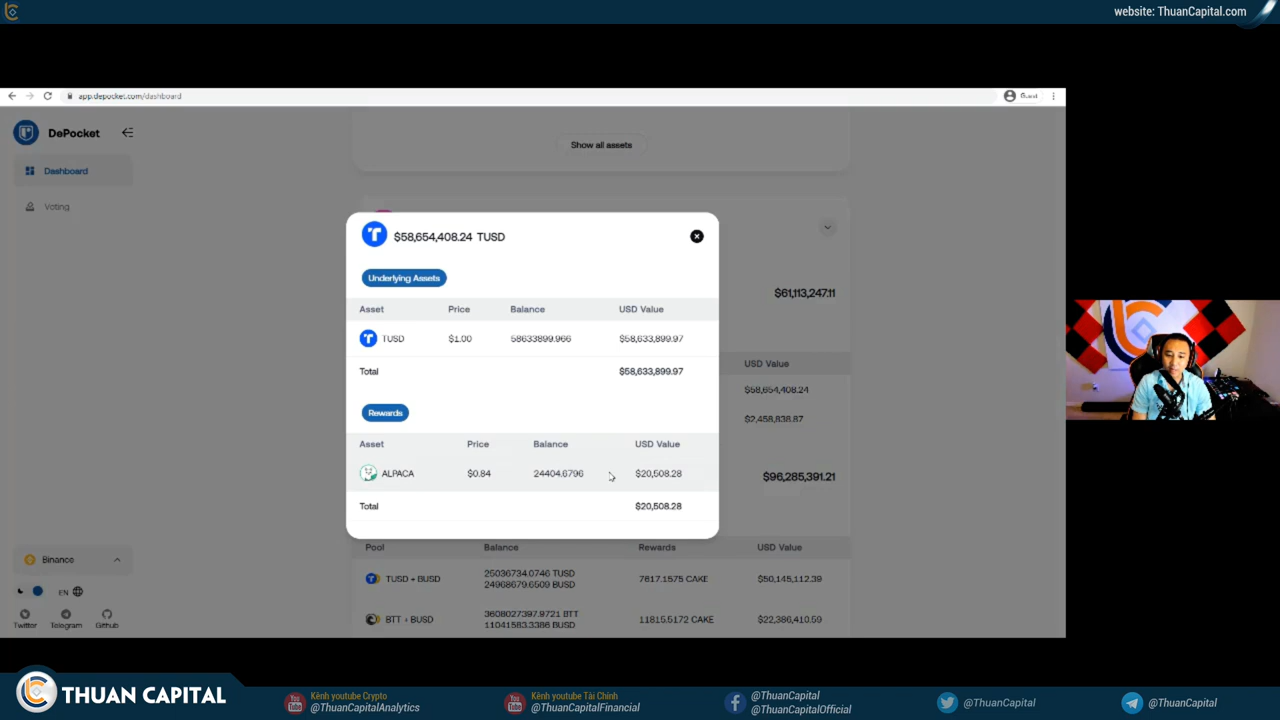 website: ThuanCapital.com
app.depocket.com/dashboard
Guest
DePocket
Dashboard
Voting
Show all assets
$58,654,408.24 TUSD
Underlying Assets
Asset Price Balance USD Value
TUSD $1.00 58633899.966 $58,633,899.97
Total $58,633,899.97
Rewards
Asset Price Balance USD Value
ALPACA $0.84 24404.6796 $20,508.28
Total $20,508.28
$61,113,247.11
USD Value
$58,654,408.24
$2,458,838.87
$96,285,391.21
Pool Balance Rewards USD Value
TUSD + BUSD 25036734.0746 TUSD 7817.1575 CAKE $50,145,112.39
24968679.6509 BUSD
BTT + BUSD 3608027397.9721 BTT 11815.5172 CAKE $22,386,410.59
11041583.3386 BUSD
Binance
EN
Twitter Telegram Github
THUAN CAPITAL
Kênh youtube Crypto
@ThuanCapitalAnalytics
Kênh youtube Tài Chính
@ThuanCapitalFinancial
@ThuanCapital
@ThuanCapitalOfficial
@ThuanCapital
@ThuanCapital